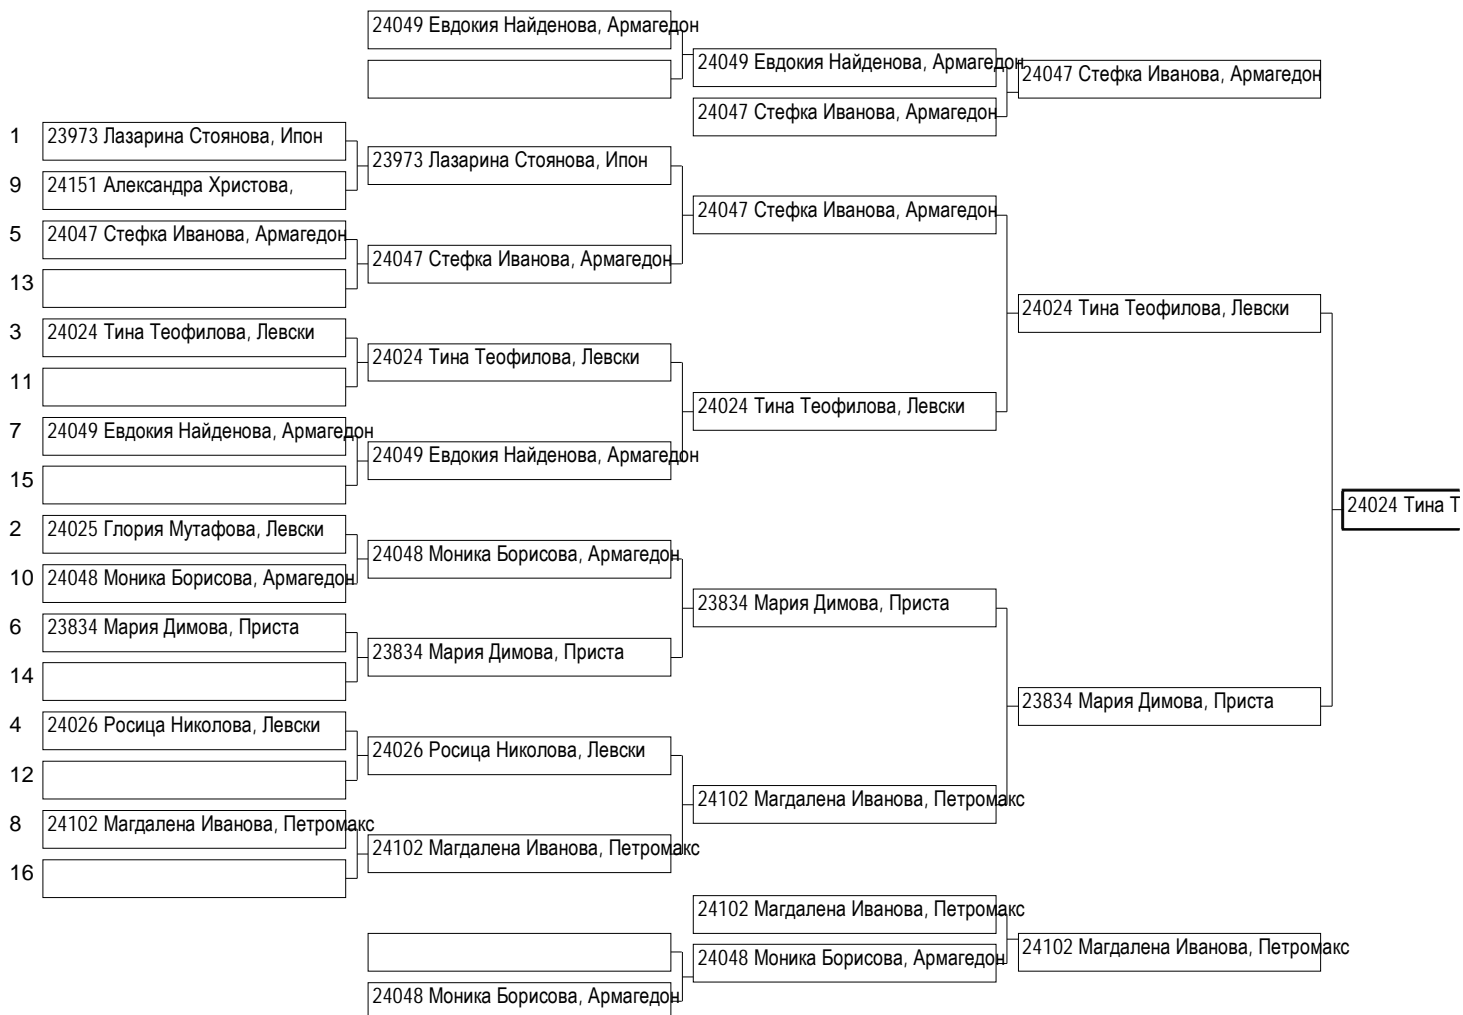 24049 Евдокия Найденова, Армагедон
24049 Евдокия Найденова, Армагедон
24047 Стефка Иванова, Армагедон
24047 Стефка Иванова, Армагедон
1 23973 Лазарина Стоянова, Ипон
23973 Лазарина Стоянова, Ипон
9 24151 Александра Христова,
24047 Стефка Иванова, Армагедон
5 24047 Стефка Иванова, Армагедон
24047 Стефка Иванова, Армагедон
13
24024 Тина Теофилова, Левски
3 24024 Тина Теофилова, Левски
24024 Тина Теофилова, Левски
11
24024 Тина Теофилова, Левски
7 24049 Евдокия Найденова, Армагедон
24049 Евдокия Найденова, Армагедон
15
24024 Тина Т
2 24025 Глория Мутафова, Левски
24048 Моника Борисова, Армагедон
10 24048 Моника Борисова, Армагедон
23834 Мария Димова, Приста
6 23834 Мария Димова, Приста
23834 Мария Димова, Приста
14
23834 Мария Димова, Приста
4 24026 Росица Николова, Левски
24026 Росица Николова, Левски
12
24102 Магдалена Иванова, Петромакс
8 24102 Магдалена Иванова, Петромакс
24102 Магдалена Иванова, Петромакс
16
24102 Магдалена Иванова, Петромакс
24102 Магдалена Иванова, Петромакс
24048 Моника Борисова, Армагедон
24048 Моника Борисова, Армагедон